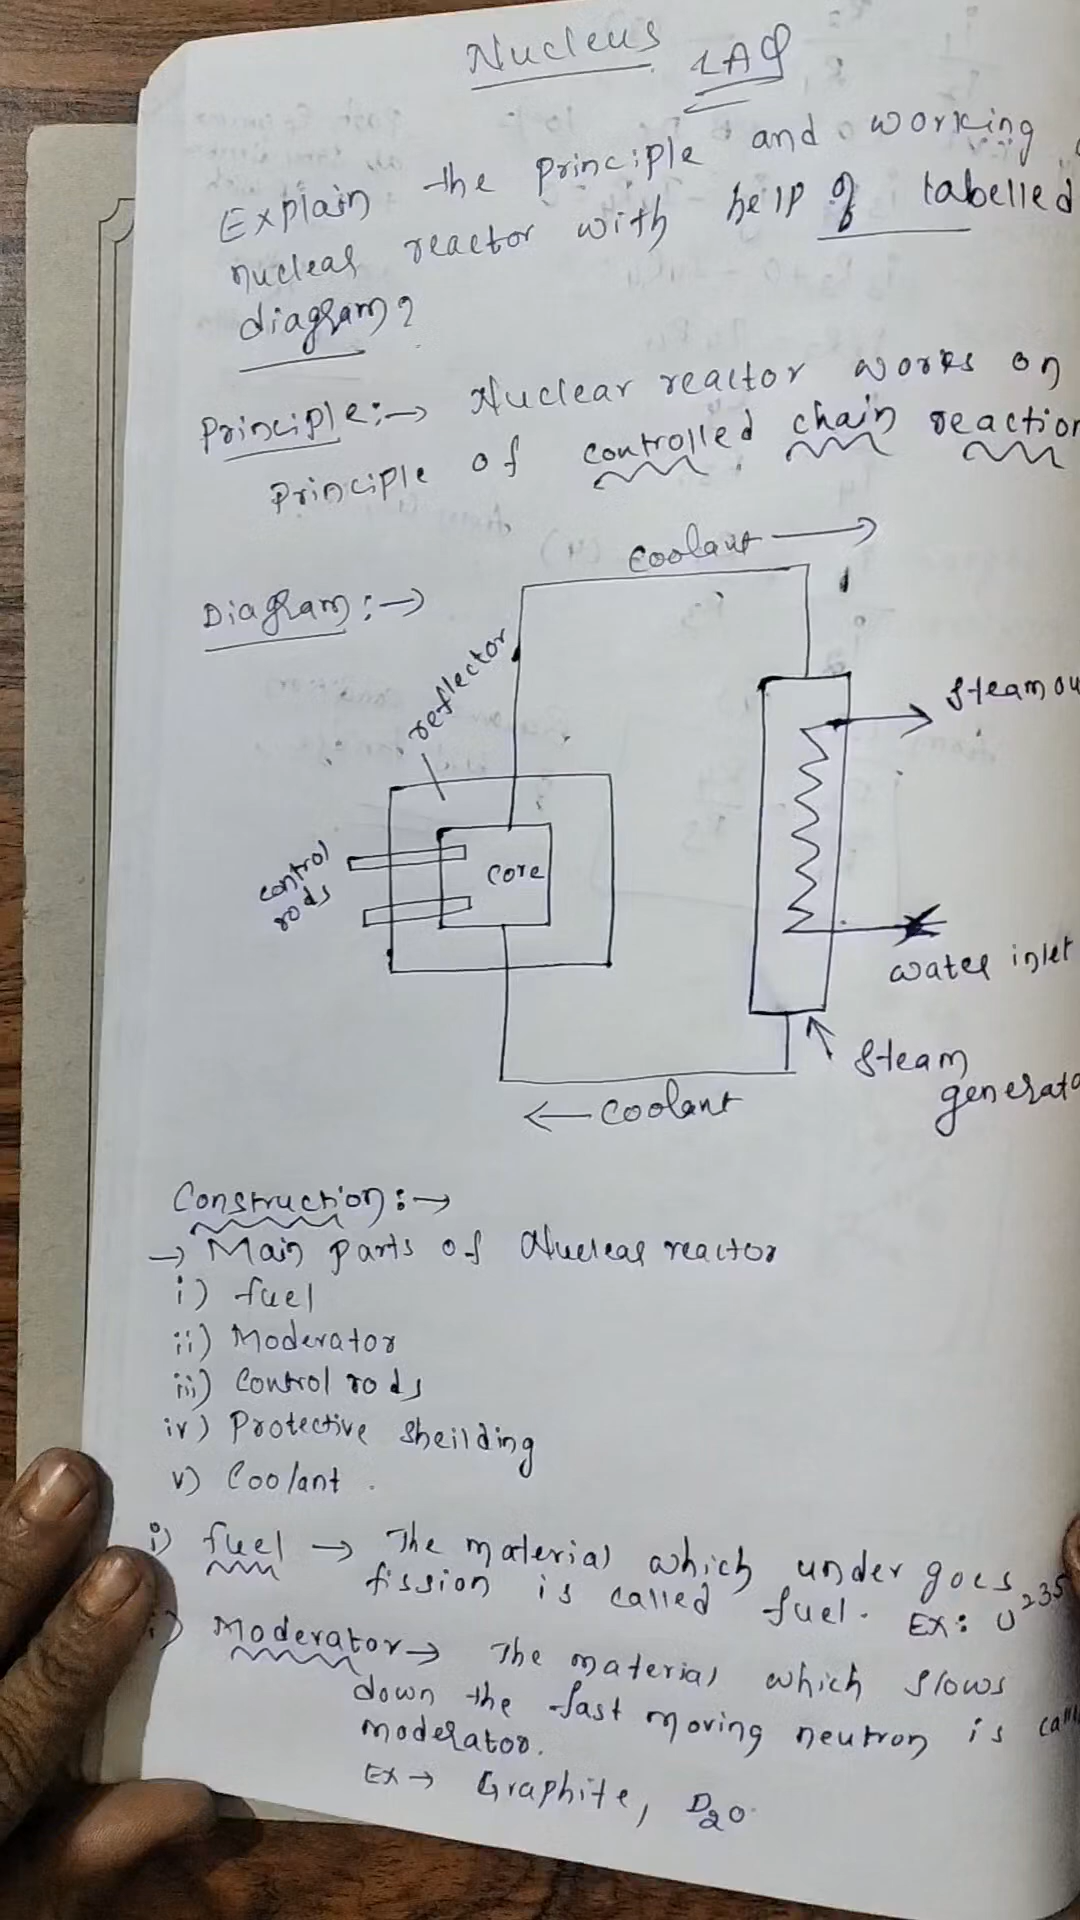 Nucleus
LAQ
Explain the principle and working
nuclear reactor with help of labelled
diagram?
Principle:→ Nuclear reactor works on
principle of controlled chain reaction
Coolant →
Diagram:→
reflector
Steam ou
core
control
rods
water inlet
Steam
generato
← Coolant
Construction:→
→ Main parts of Nuclear reactor
i) fuel
ii) Moderator
iii) Control rods
iv) Protective Sheilding
v) Coolant.
i) fuel → The material which under goes
fission is called fuel. Ex: U²³⁵
ii) Moderator → The material which slows
down the fast moving neutron is call
moderator.
Ex → Graphite, D₂O.